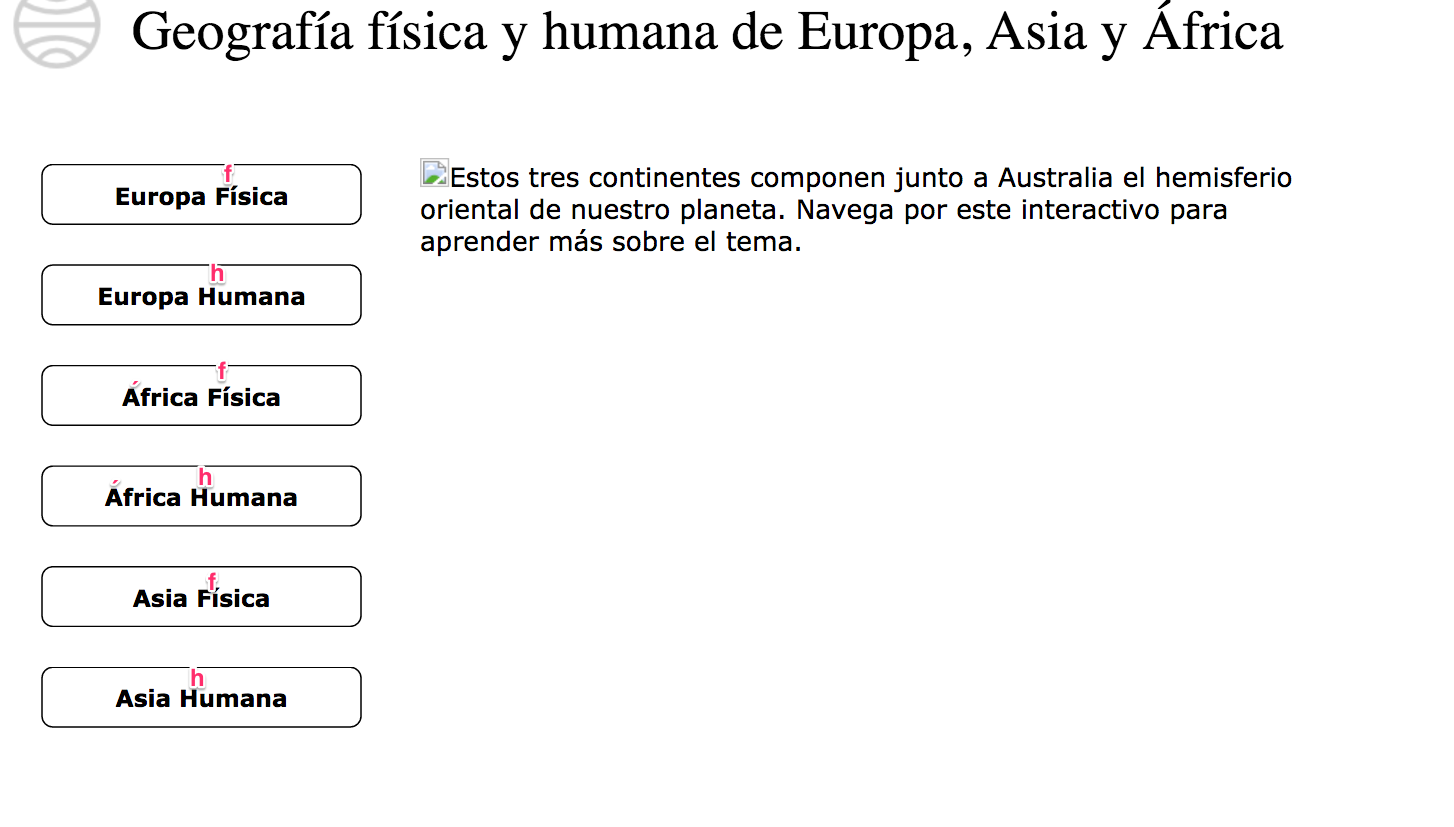 Geografía física y humana de Europa, Asia y África
f
Europa Física
h
Europa Humana
f
África Física
h
África Humana
f
Asia Física
h
Asia Humana
Estos tres continentes componen junto a Australia el hemisferio
oriental de nuestro planeta. Navega por este interactivo para
aprender más sobre el tema.